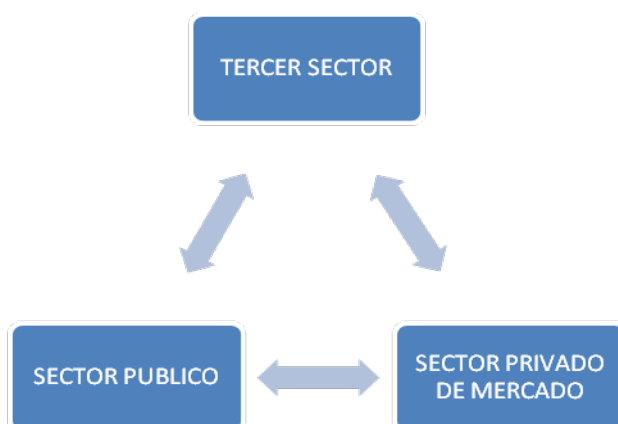 TERCER SECTOR
SECTOR PUBLICO
SECTOR PRIVADO
DE MERCADO